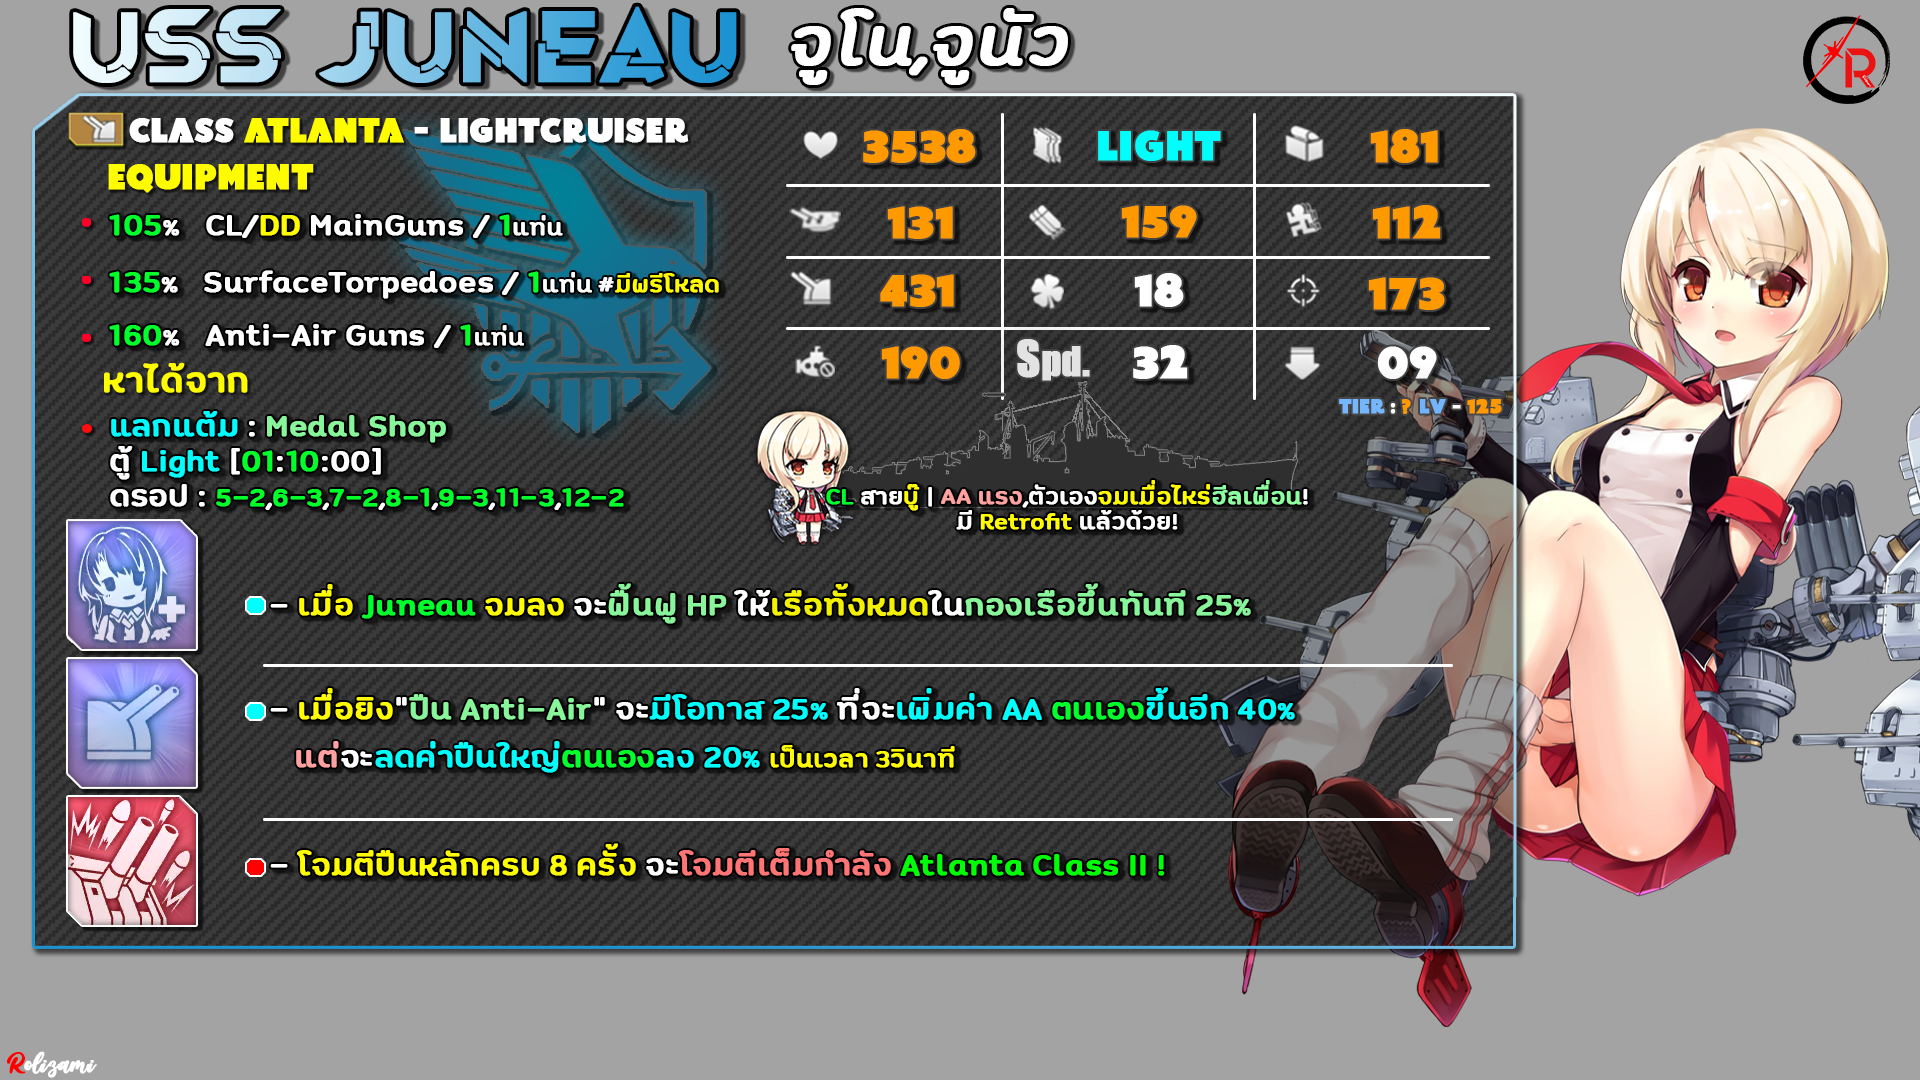 USS JUNEAU จูโน,จูนัว
R
CLASS ATLANTA - LIGHTCRUISER
EQUIPMENT
105% CL/DD MainGuns / 1แท่น
135% SurfaceTorpedoes / 1แท่น #มีพรีโหลด
160% Anti-Air Guns / 1แท่น
หาได้จาก
แลกแต้ม : Medal Shop
ตู้ Light [01:10:00]
ดรอป : 5-2,6-3,7-2,8-1,9-3,11-3,12-2
3538 LIGHT 181
131 159 112
431 18 173
190 Spd. 32 09
TIER : ? LV - 125
CL สายบู๊ | AA แรง,ตัวเองจมเมื่อไหร่ฮีลเพื่อน!
มี Retrofit แล้วด้วย!
- เมื่อ Juneau จมลง จะฟื้นฟู HP ให้เรือทั้งหมดในกองเรือขึ้นทันที 25%
- เมื่อยิง"ปืน Anti-Air" จะมีโอกาส 25% ที่จะเพิ่มค่า AA ตนเองขึ้นอีก 40%
แต่จะลดค่าปืนใหญ่ตนเองลง 20% เป็นเวลา 3วินาที
- โจมตีปืนหลักครบ 8 ครั้ง จะโจมตีเต็มกำลัง Atlanta Class II !
Rolizami